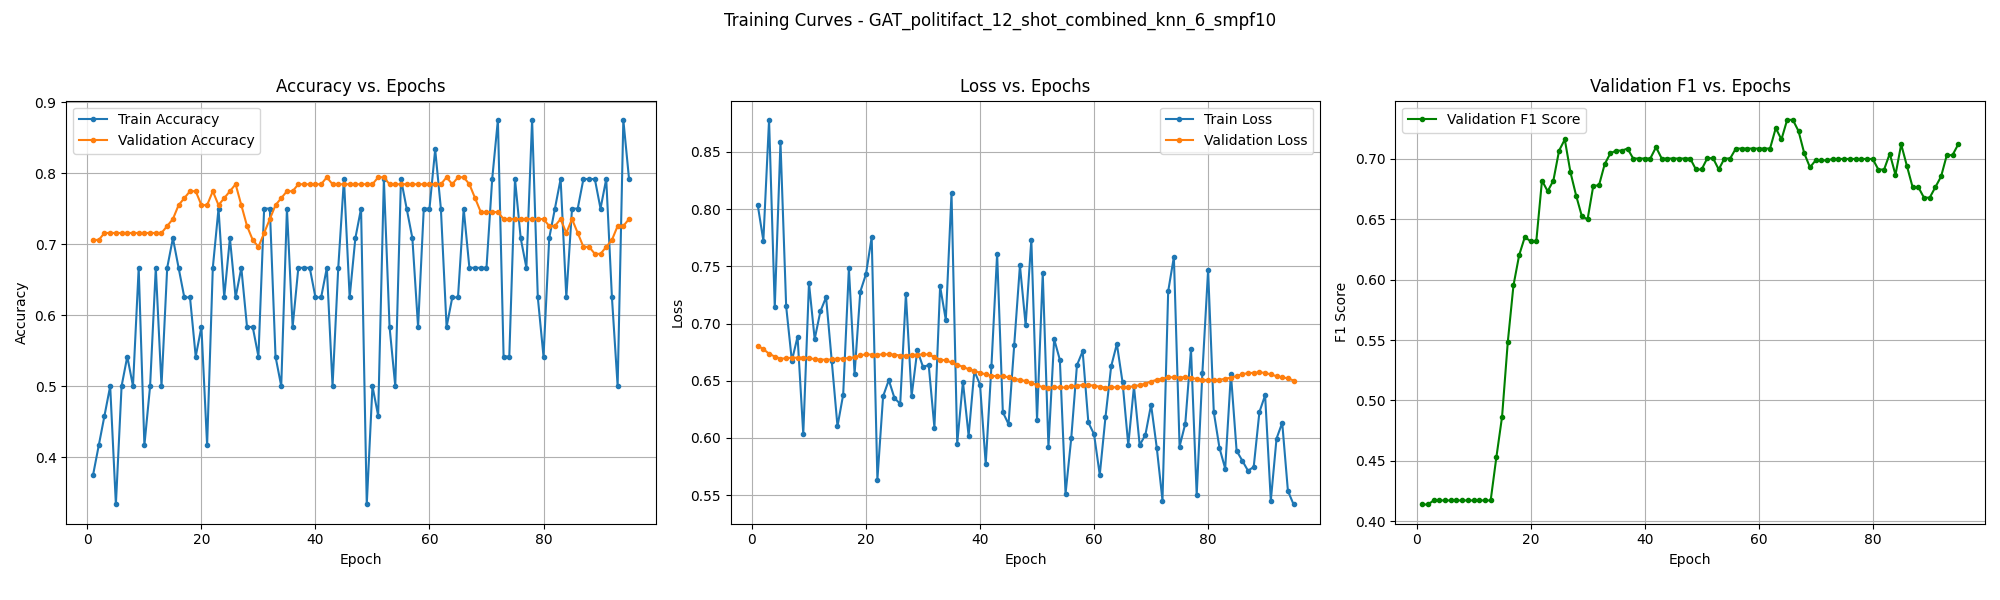 Training Curves - GAT_politifact_12_shot_combined_knn_6_smpf10
Accuracy vs. Epochs
Train Accuracy
Validation Accuracy
0.9
0.8
0.7
0.6
0.5
0.4
Accuracy
0 20 40 60 80
Epoch
Loss vs. Epochs
Train Loss
Validation Loss
0.85
0.80
0.75
0.70
0.65
0.60
0.55
Loss
0 20 40 60 80
Epoch
Validation F1 vs. Epochs
Validation F1 Score
0.70
0.65
0.60
0.55
0.50
0.45
0.40
F1 Score
0 20 40 60 80
Epoch